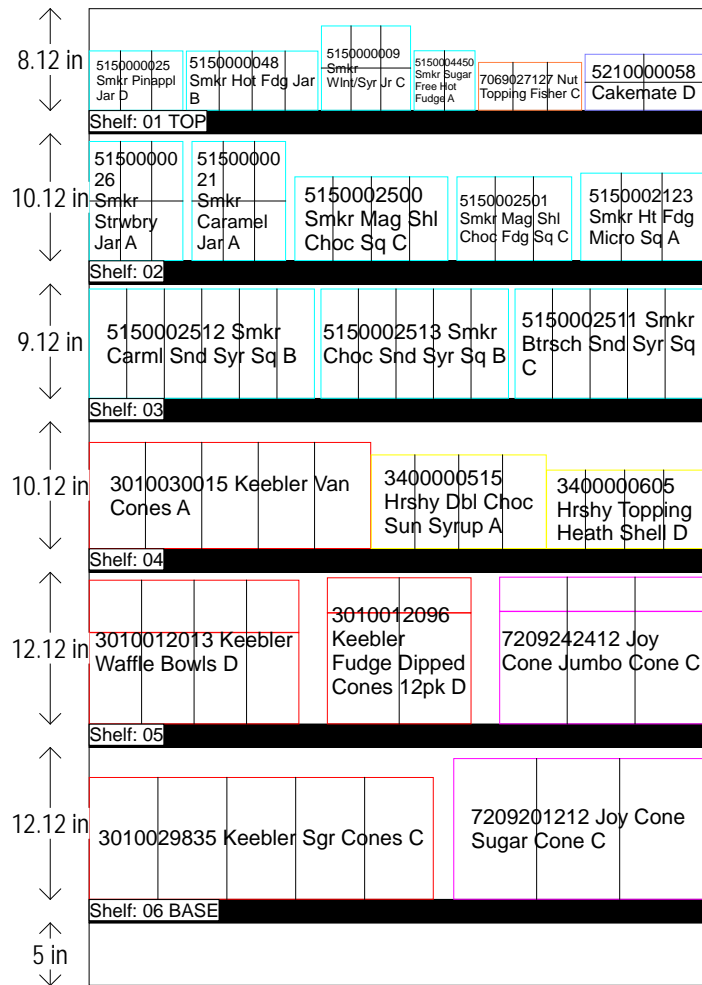 8.12 in
5150000025
Smkr Pinappl
Jar D
5150000048
Smkr Hot Fdg Jar
B
5150000009
Smkr
Wlnt/Syr Jr C
5150004450
Smkr Sugar
Free Hot
Fudge A
7069027127 Nut
Topping Fisher C
5210000058
Cakemate D
Shelf: 01 TOP
10.12 in
51500000
26
Smkr
Strwbry
Jar A
51500000
21
Smkr
Caramel
Jar A
5150002500
Smkr Mag Shl
Choc Sq C
5150002501
Smkr Mag Shl
Choc Fdg Sq C
5150002123
Smkr Ht Fdg
Micro Sq A
Shelf: 02
9.12 in
5150002512 Smkr
Carml Snd Syr Sq B
5150002513 Smkr
Choc Snd Syr Sq B
5150002511 Smkr
Btrsch Snd Syr Sq
C
Shelf: 03
10.12 in
3010030015 Keebler Van
Cones A
3400000515
Hrshy Dbl Choc
Sun Syrup A
3400000605
Hrshy Topping
Heath Shell D
Shelf: 04
12.12 in
3010012013 Keebler
Waffle Bowls D
3010012096
Keebler
Fudge Dipped
Cones 12pk D
7209242412 Joy
Cone Jumbo Cone C
Shelf: 05
12.12 in
3010029835 Keebler Sgr Cones C
7209201212 Joy Cone
Sugar Cone C
Shelf: 06 BASE
5 in